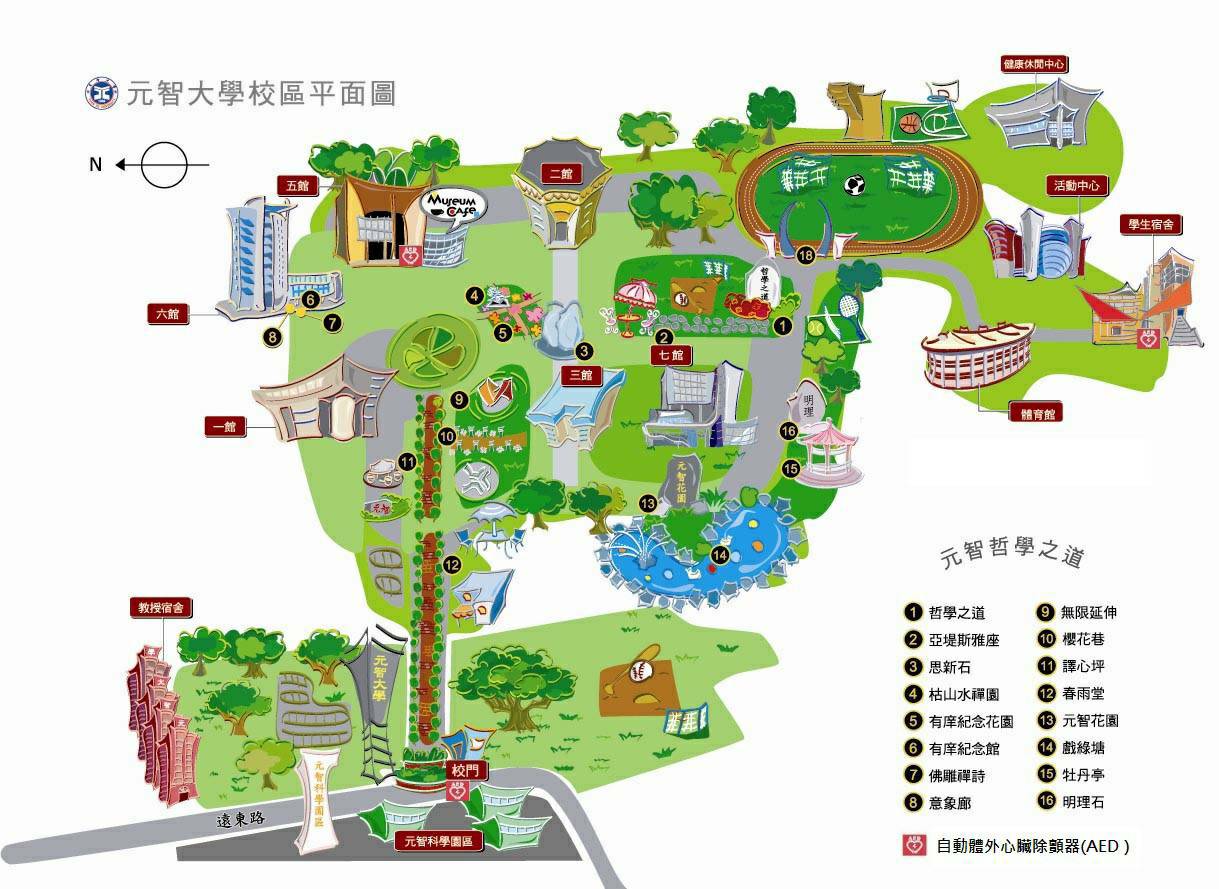 元智大學校區平面圖
N
健康休閒中心
二館
五館
Museum
Cafe
活動中心
學生宿舍
AED
哲學之道
18
4
6
六館
7
8
5
1
2
3
七館
三館
AED
一館
9
明理
體育館
10
16
11
元智花園
15
元智
13
14
12
元智哲學之道
教授宿舍
元智大學
1 哲學之道
2 亞堤斯雅座
3 思新石
4 枯山水禪園
5 有庠紀念花園
6 有庠紀念館
7 佛雕禪詩
8 意象廊
9 無限延伸
10 櫻花巷
11 譯心坪
12 春雨堂
13 元智花園
14 戲綠塘
15 牡丹亭
16 明理石
校門
AED
元智科學園區
遠東路
元智科學園區
AED
自動體外心臟除顫器(AED)